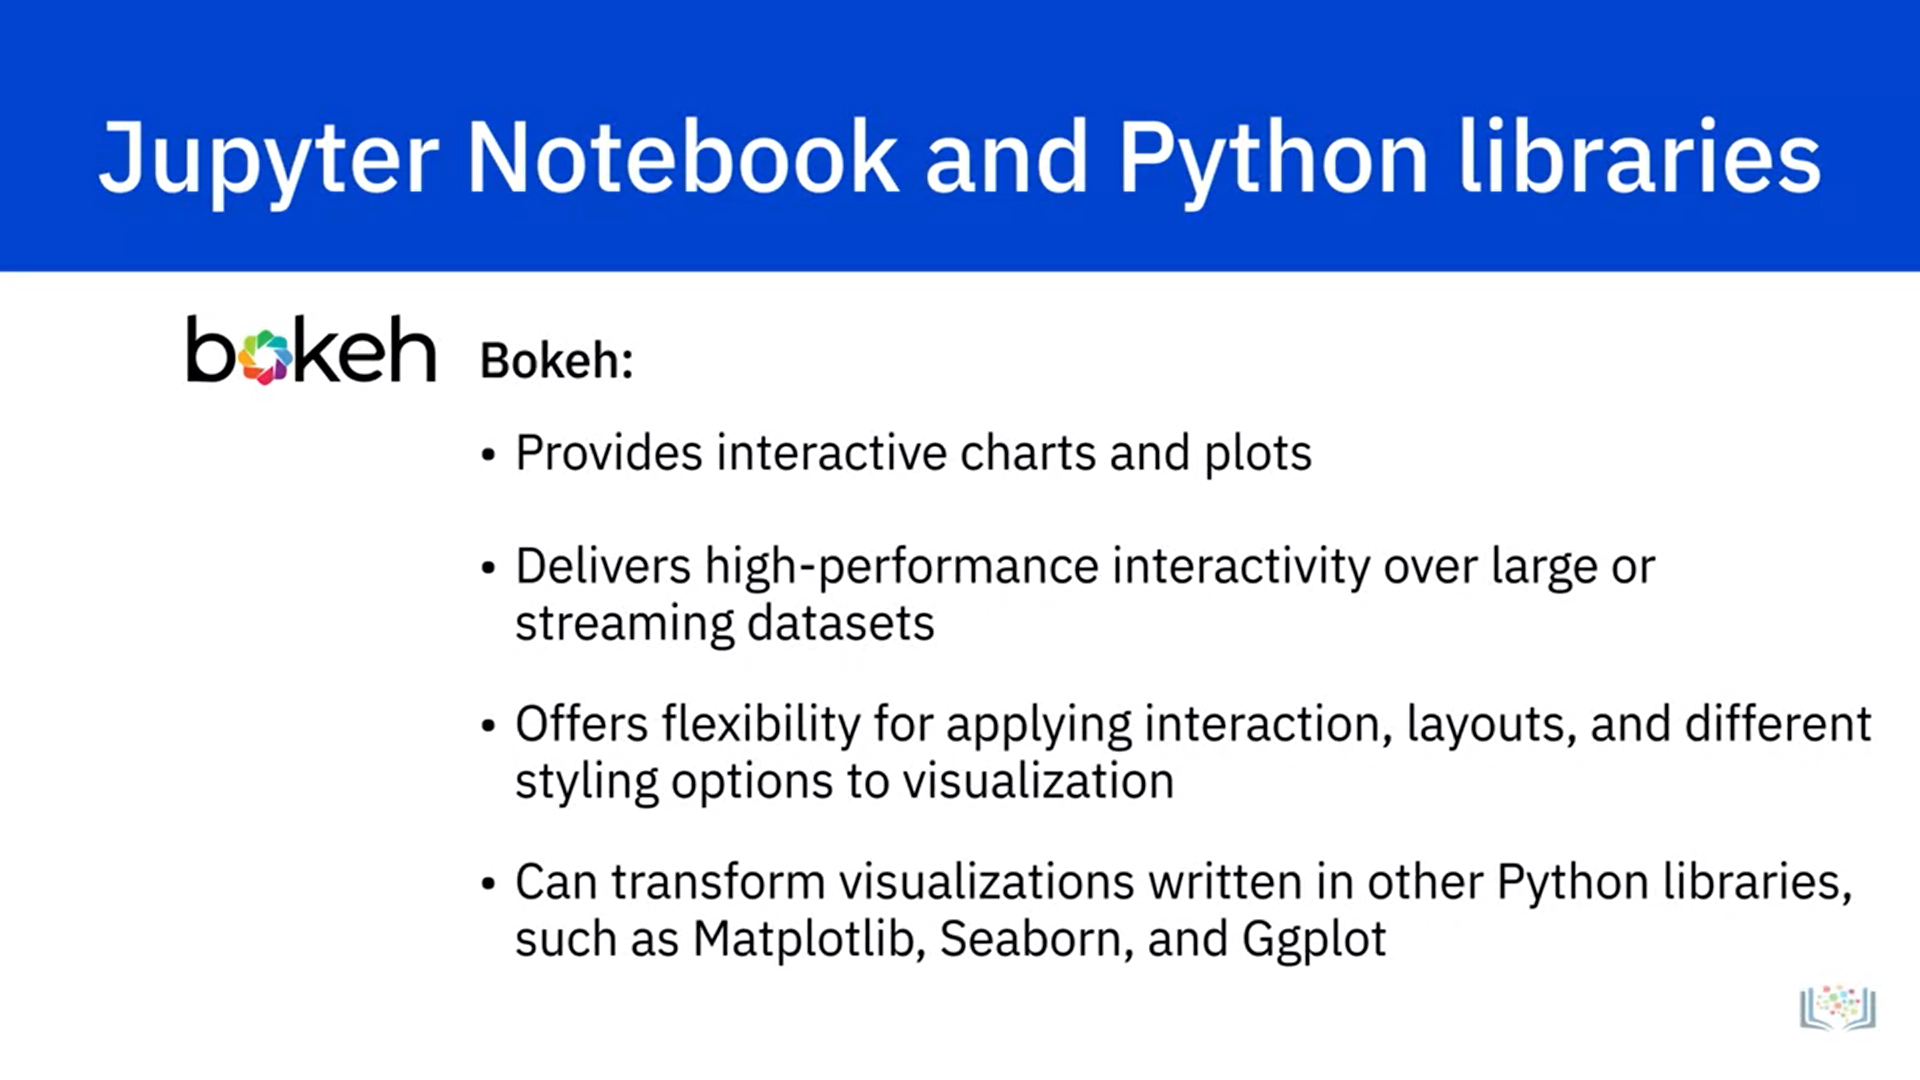 Jupyter Notebook and Python libraries
bokeh
Bokeh:
• Provides interactive charts and plots
• Delivers high-performance interactivity over large or
streaming datasets
• Offers flexibility for applying interaction, layouts, and different
styling options to visualization
• Can transform visualizations written in other Python libraries,
such as Matplotlib, Seaborn, and Ggplot